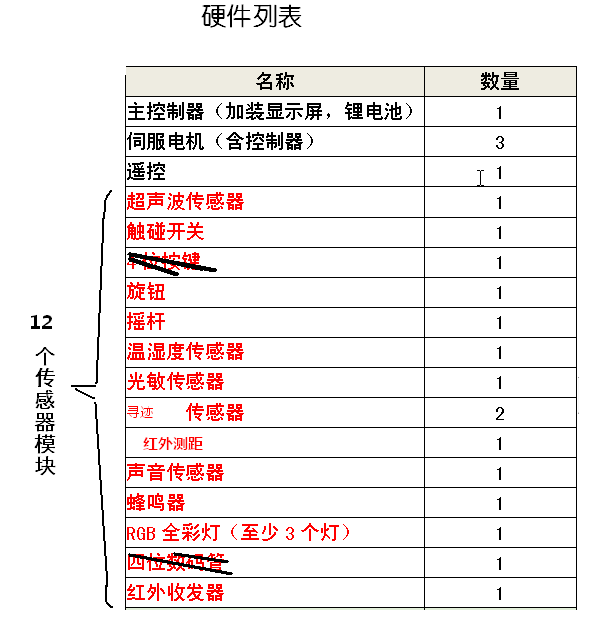 硬件列表
名称 数量
主控制器（加装显示屏，锂电池） 1
伺服电机（含控制器） 3
遥控 1
超声波传感器 1
触碰开关 1
4位按键 1
旋钮 1
摇杆 1
温湿度传感器 1
光敏传感器 1
寻迹 传感器 2
红外测距 1
声音传感器 1
蜂鸣器 1
RGB 全彩灯（至少 3 个灯） 1
四位数码管 1
红外收发器 1
12
个传感器模块